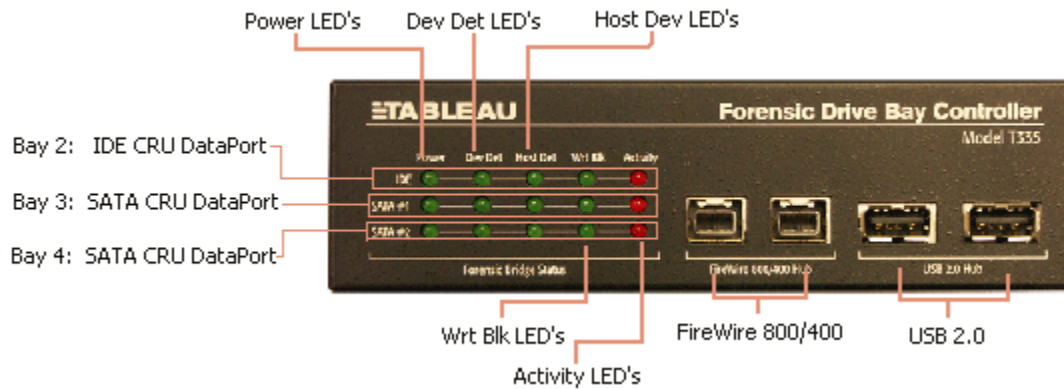 Power LED's
Dev Det LED's
Host Dev LED's
TABLEAU
Forensic Drive Bay Controller
Model T335
Bay 2: IDE CRU DataPort
Power Dev Det Host Det Wrt Blk Activity
IDE
Bay 3: SATA CRU DataPort
SATA #1
Bay 4: SATA CRU DataPort
SATA #2
Forensic Bridge Status
FireWire 800/400 Hub
USB 2.0 Hub
Wrt Blk LED's
FireWire 800/400
USB 2.0
Activity LED's